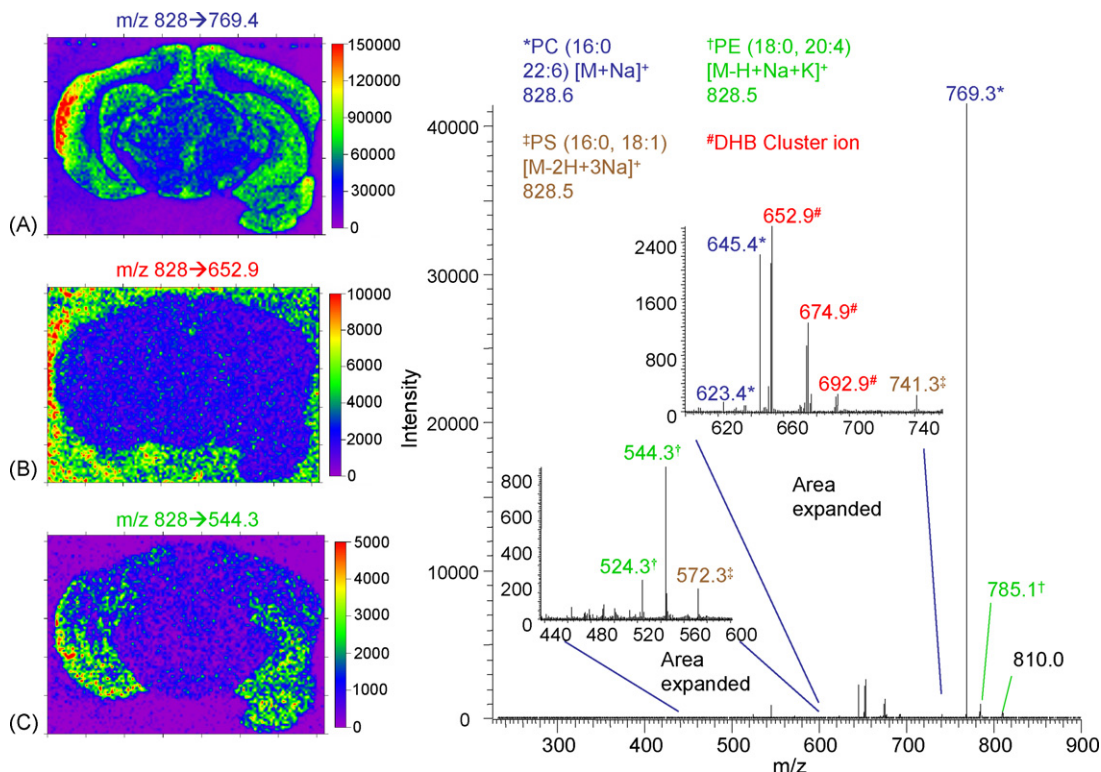 m/z 828→769.4
150000
120000
90000
60000
30000
0
(A)
m/z 828→652.9
10000
8000
6000
4000
2000
0
(B)
m/z 828→544.3
5000
4000
3000
2000
1000
0
(C)
*PC (16:0
22:6) [M+Na]⁺
828.6
†PE (18:0, 20:4)
[M-H+Na+K]⁺
828.5
‡PS (16:0, 18:1)
[M-2H+3Na]⁺
828.5
#DHB Cluster ion
769.3*
Intensity
40000
30000
20000
10000
0
2400
1600
800
0
645.4*
652.9#
674.9#
623.4*
692.9#
741.3‡
620 660 700 740
Area
expanded
800
600
400
200
0
544.3†
524.3†
572.3‡
440 480 520 560 600
Area
expanded
785.1†
810.0
300 400 500 600 700 800 900
m/z